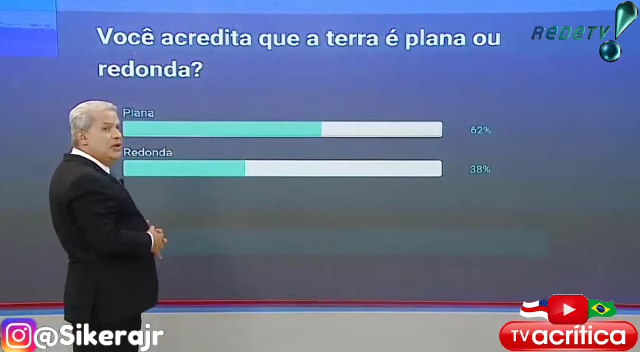 Você acredita que a terra é plana ou
redonda?
REDETV!
Plana
62%
Redonda
38%
@Sikerajr
TV acrítica